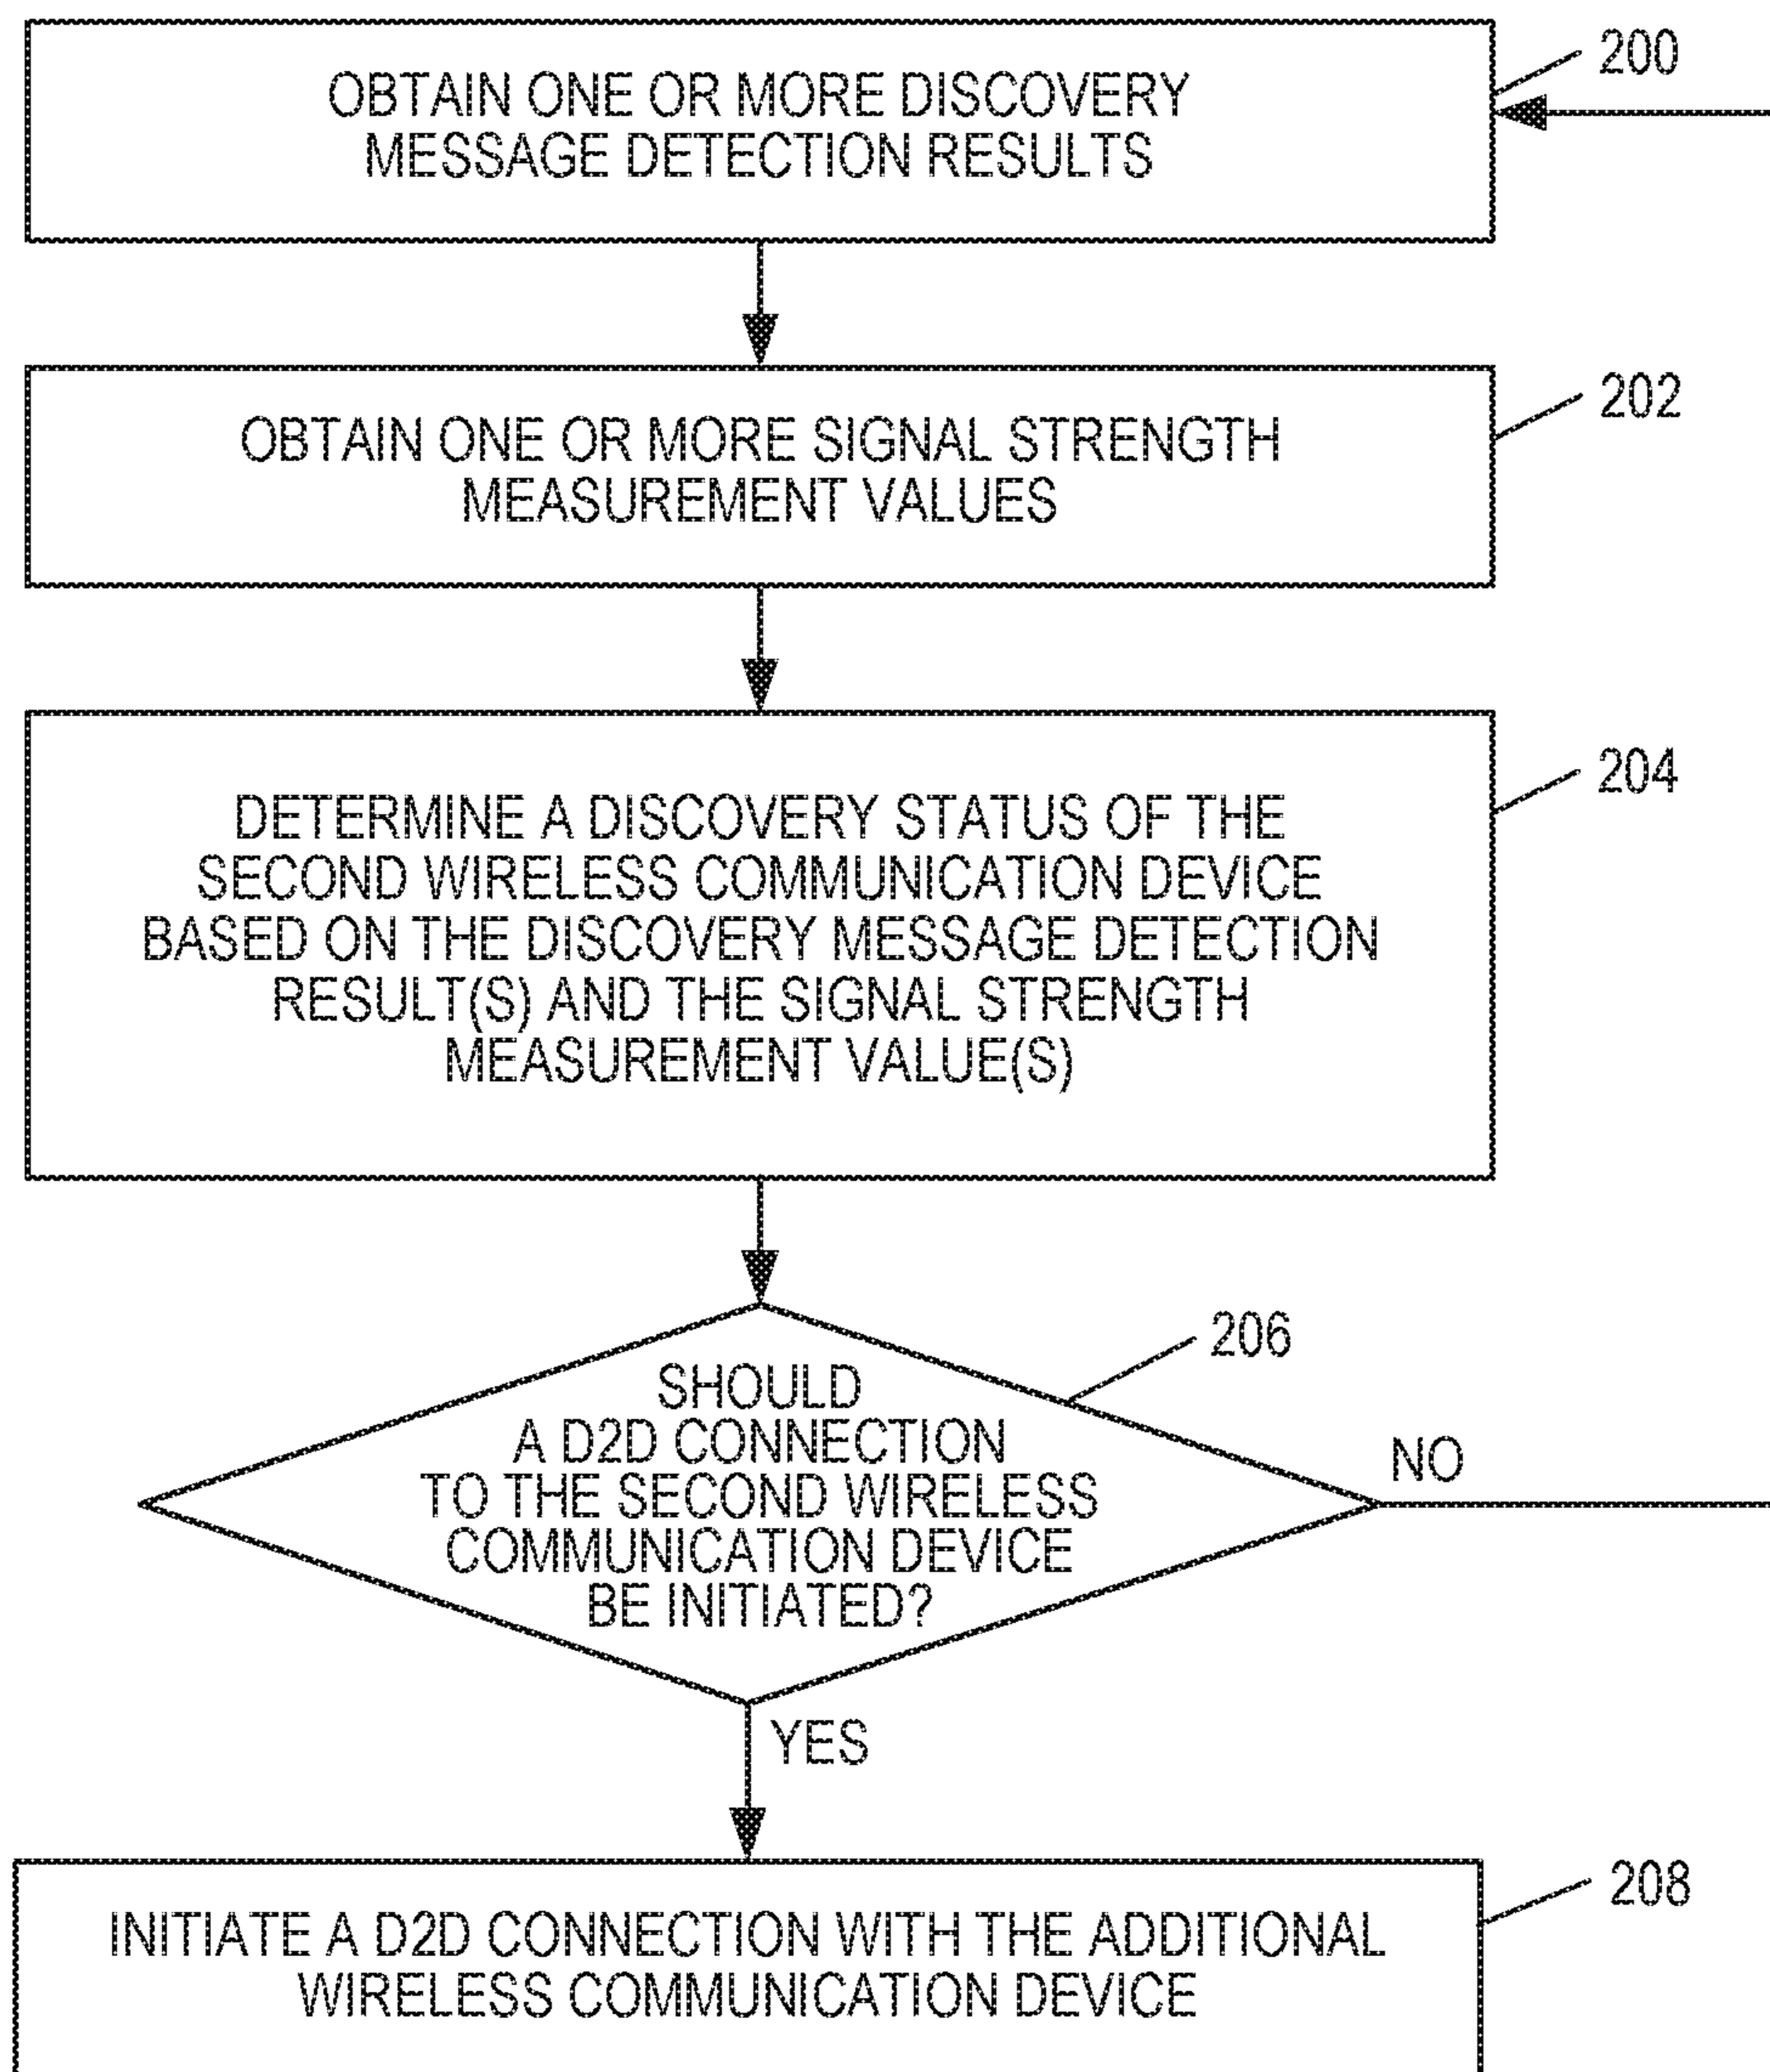 OBTAIN ONE OR MORE DISCOVERY
MESSAGE DETECTION RESULTS
200
OBTAIN ONE OR MORE SIGNAL STRENGTH
MEASUREMENT VALUES
202
DETERMINE A DISCOVERY STATUS OF THE
SECOND WIRELESS COMMUNICATION DEVICE
BASED ON THE DISCOVERY MESSAGE DETECTION
RESULT(S) AND THE SIGNAL STRENGTH
MEASUREMENT VALUE(S)
204
SHOULD
A D2D CONNECTION
TO THE SECOND WIRELESS
COMMUNICATION DEVICE
BE INITIATED?
206
NO
YES
INITIATE A D2D CONNECTION WITH THE ADDITIONAL
WIRELESS COMMUNICATION DEVICE
208